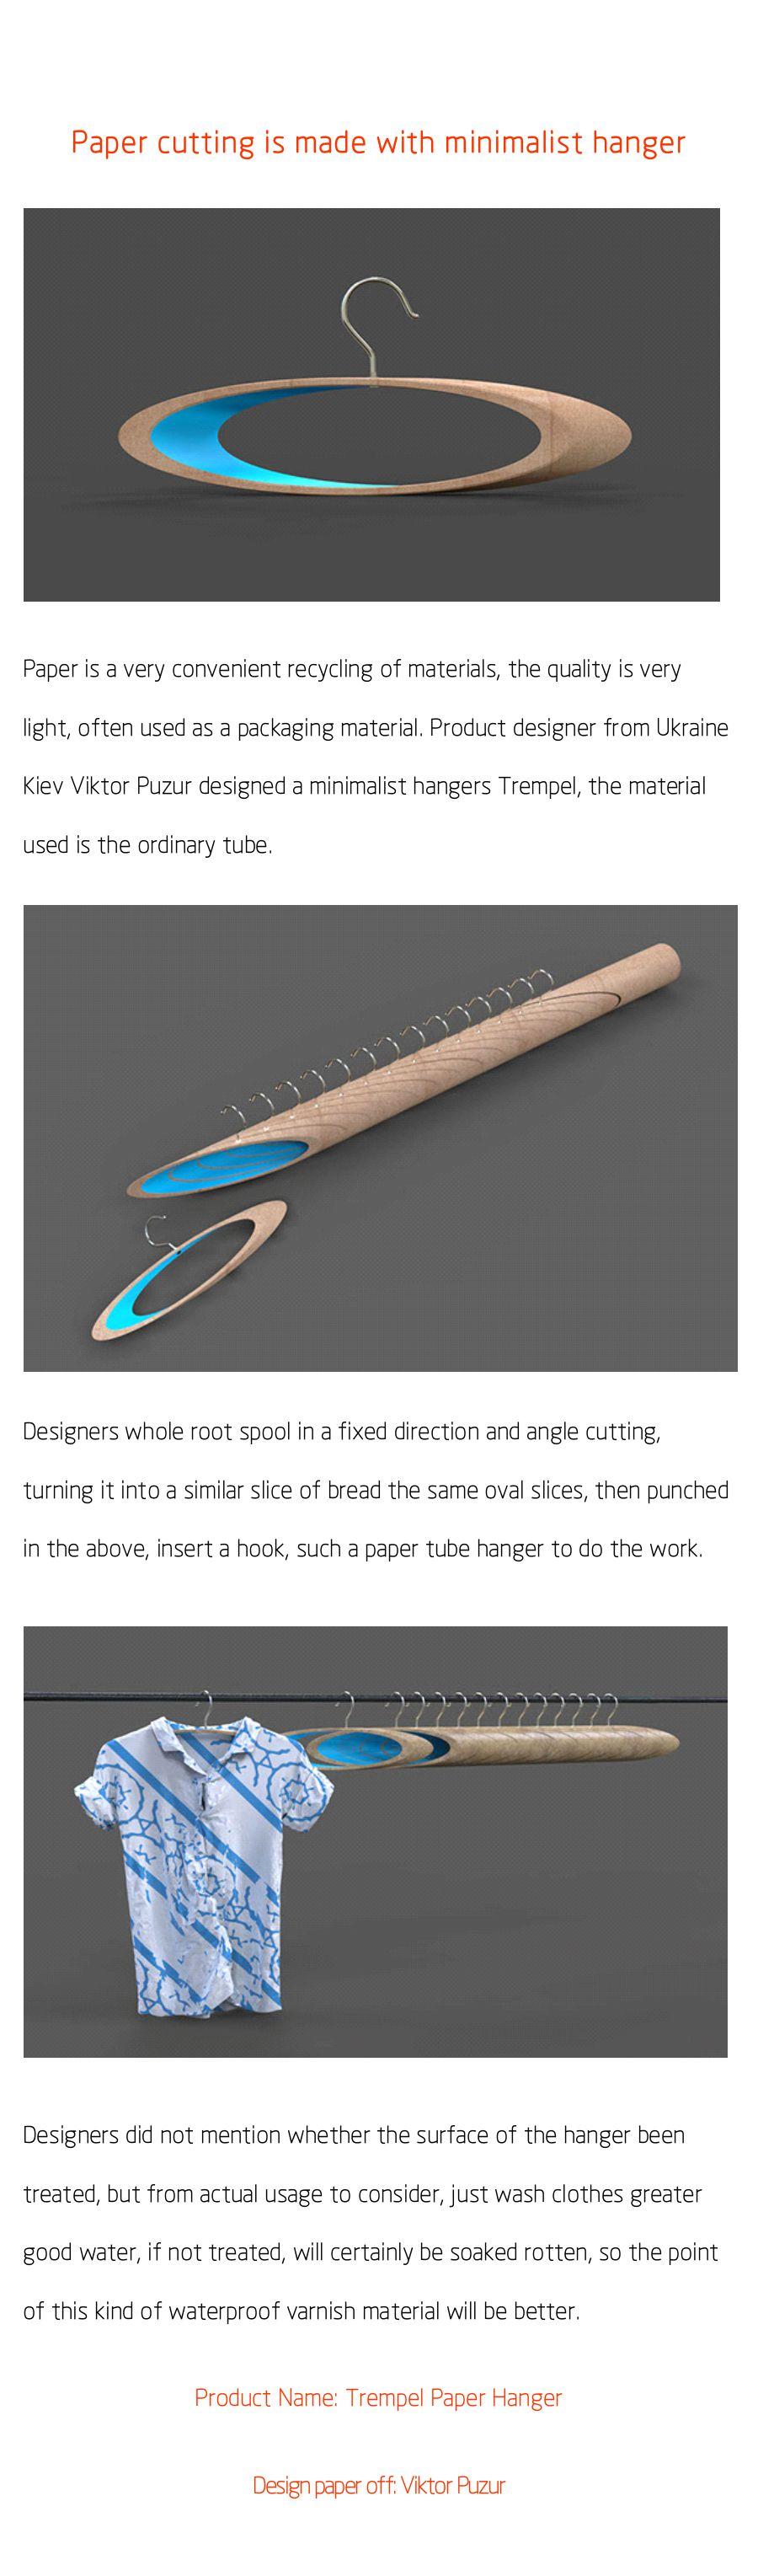 Paper cutting is made with minimalist hanger
Paper is a very convenient recycling of materials, the quality is very
light, often used as a packaging material. Product designer from Ukraine
Kiev Viktor Puzur designed a minimalist hangers Trempel, the material
used is the ordinary tube.
Designers whole root spool in a fixed direction and angle cutting,
turning it into a similar slice of bread the same oval slices, then punched
in the above, insert a hook, such a paper tube hanger to do the work.
Designers did not mention whether the surface of the hanger been
treated, but from actual usage to consider, just wash clothes greater
good water, if not treated, will certainly be soaked rotten, so the point
of this kind of waterproof varnish material will be better.
Product Name: Trempel Paper Hanger
Design paper off: Viktor Puzur